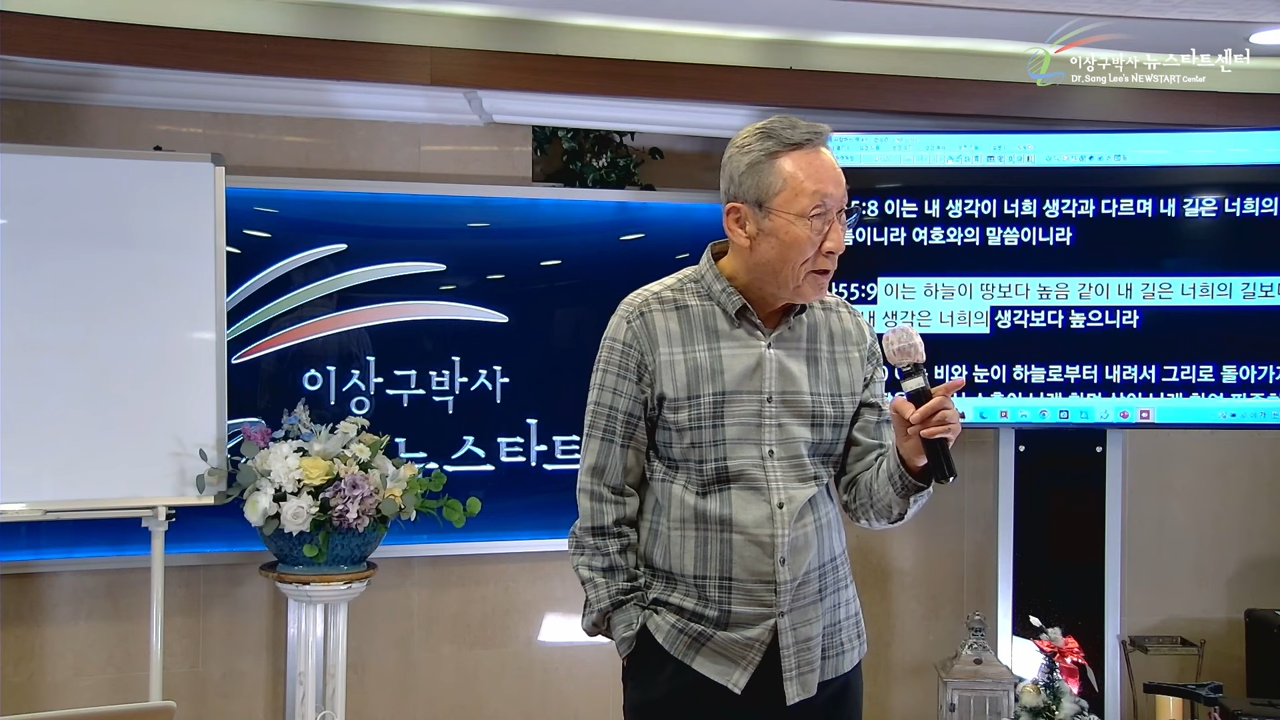 이상구박사 뉴스타트센터
Dr. Sang Lee's NEWSTART Center
5:8 이는 내 생각이 너희 생각과 다르며 내 길은 너희의
이니라 여호와의 말씀이니라
55:9 이는 하늘이 땅보다 높음 같이 내 길은 너희의 길보다
내 생각은 너희의 생각보다 높으니라
비와 눈이 하늘로부터 내려서 그리로 돌아가지
이상구박사
뉴스타트